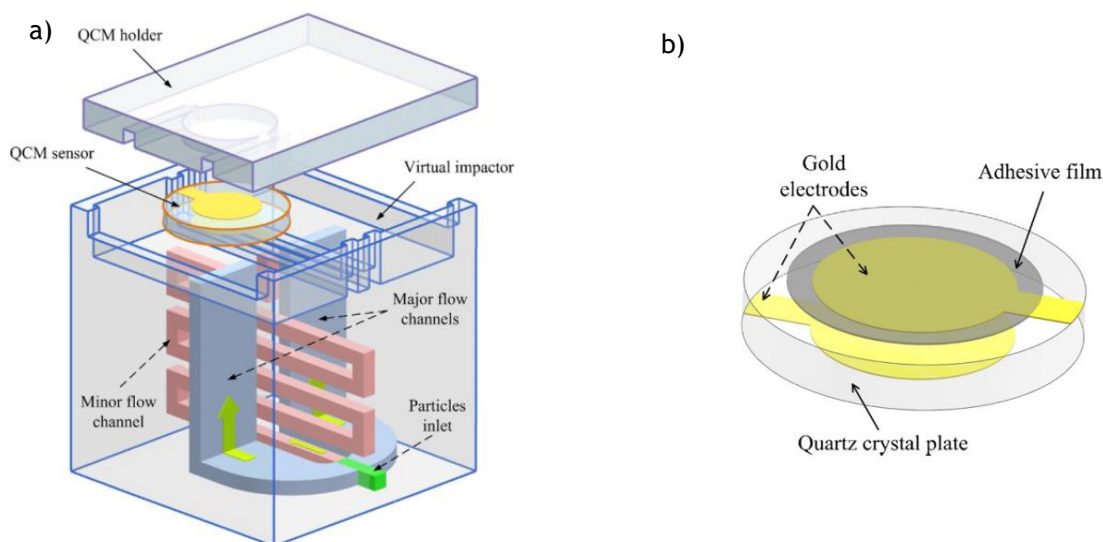 a)
QCM holder
QCM sensor
Virtual impactor
Major flow
channels
Minor flow
channel
Particles
inlet
b)
Gold
electrodes
Adhesive film
Quartz crystal plate